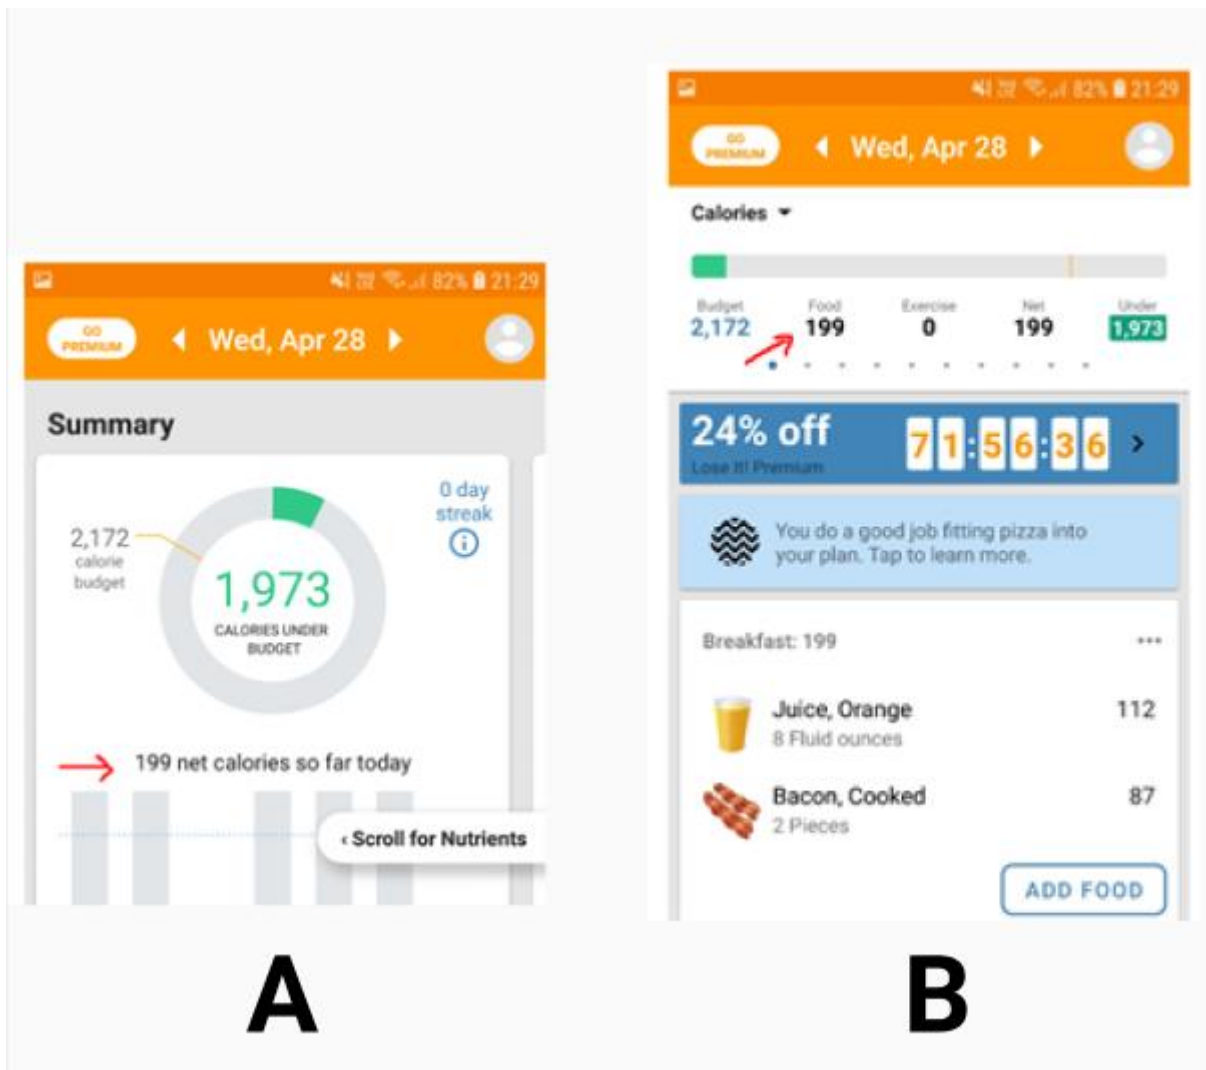 82% 21:29
GO
PREMIUM
Wed, Apr 28
Summary
0 day
streak
2,172
calorie
budget
1,973
CALORIES UNDER
BUDGET
199 net calories so far today
‹ Scroll for Nutrients
A
82% 21:29
GO
PREMIUM
Wed, Apr 28
Calories
Budget Food Exercise Net Under
2,172 199 0 199 1,973
24% off 71:56:36
Lose It! Premium
You do a good job fitting pizza into
your plan. Tap to learn more.
Breakfast: 199
Juice, Orange 112
8 Fluid ounces
Bacon, Cooked 87
2 Pieces
ADD FOOD
B